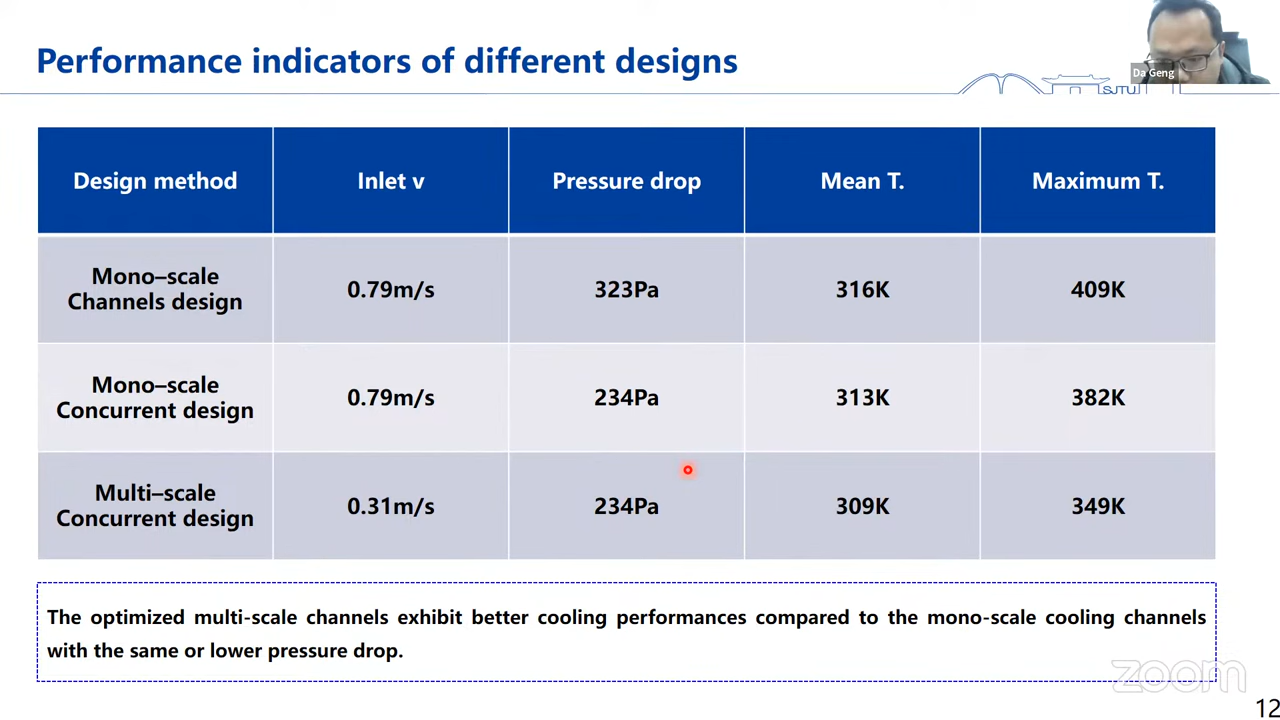 Performance indicators of different designs
Da Geng
SJTU
Design method Inlet v Pressure drop Mean T. Maximum T.
Mono–scale
Channels design 0.79m/s 323Pa 316K 409K
Mono–scale
Concurrent design 0.79m/s 234Pa 313K 382K
Multi–scale
Concurrent design 0.31m/s 234Pa 309K 349K
The optimized multi-scale channels exhibit better cooling performances compared to the mono-scale cooling channels
with the same or lower pressure drop.
zoom
12